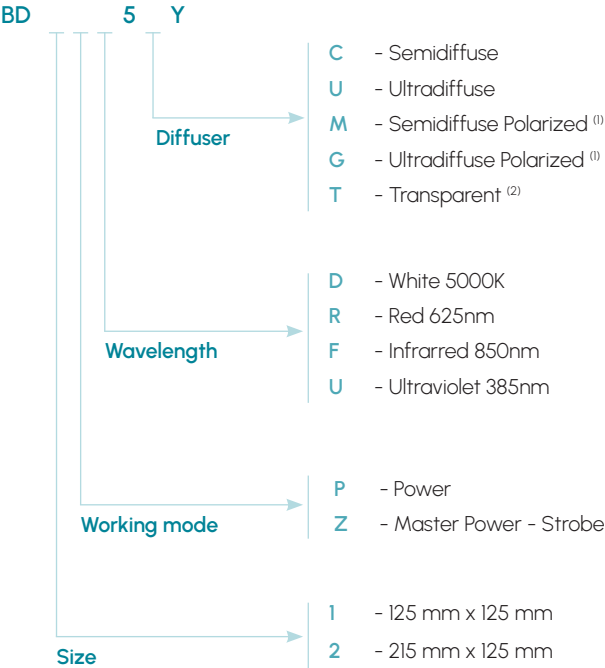 BD 5 Y
C - Semidiffuse
U - Ultradiffuse
M - Semidiffuse Polarized (1)
G - Ultradiffuse Polarized (1)
T - Transparent (2)
Diffuser
D - White 5000K
R - Red 625nm
F - Infrarred 850nm
U - Ultraviolet 385nm
Wavelength
P - Power
Z - Master Power - Strobe
Working mode
1 - 125 mm x 125 mm
2 - 215 mm x 125 mm
Size